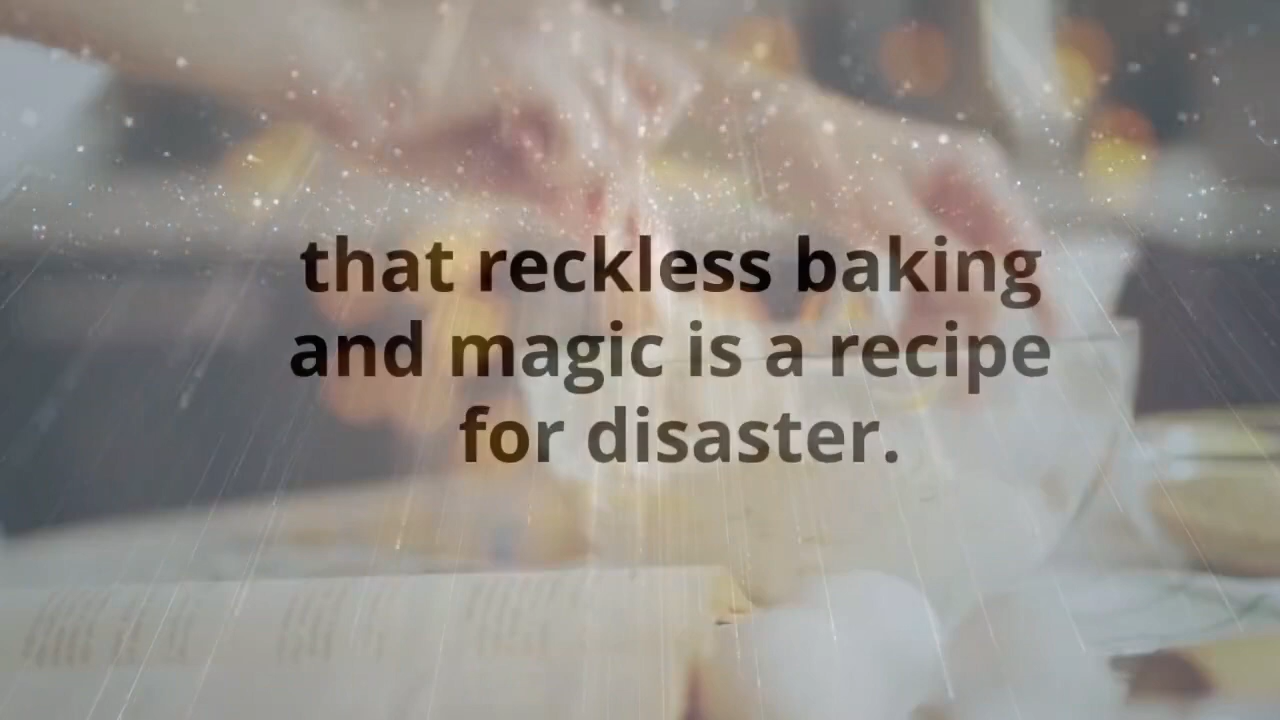 that reckless baking
and magic is a recipe
for disaster.